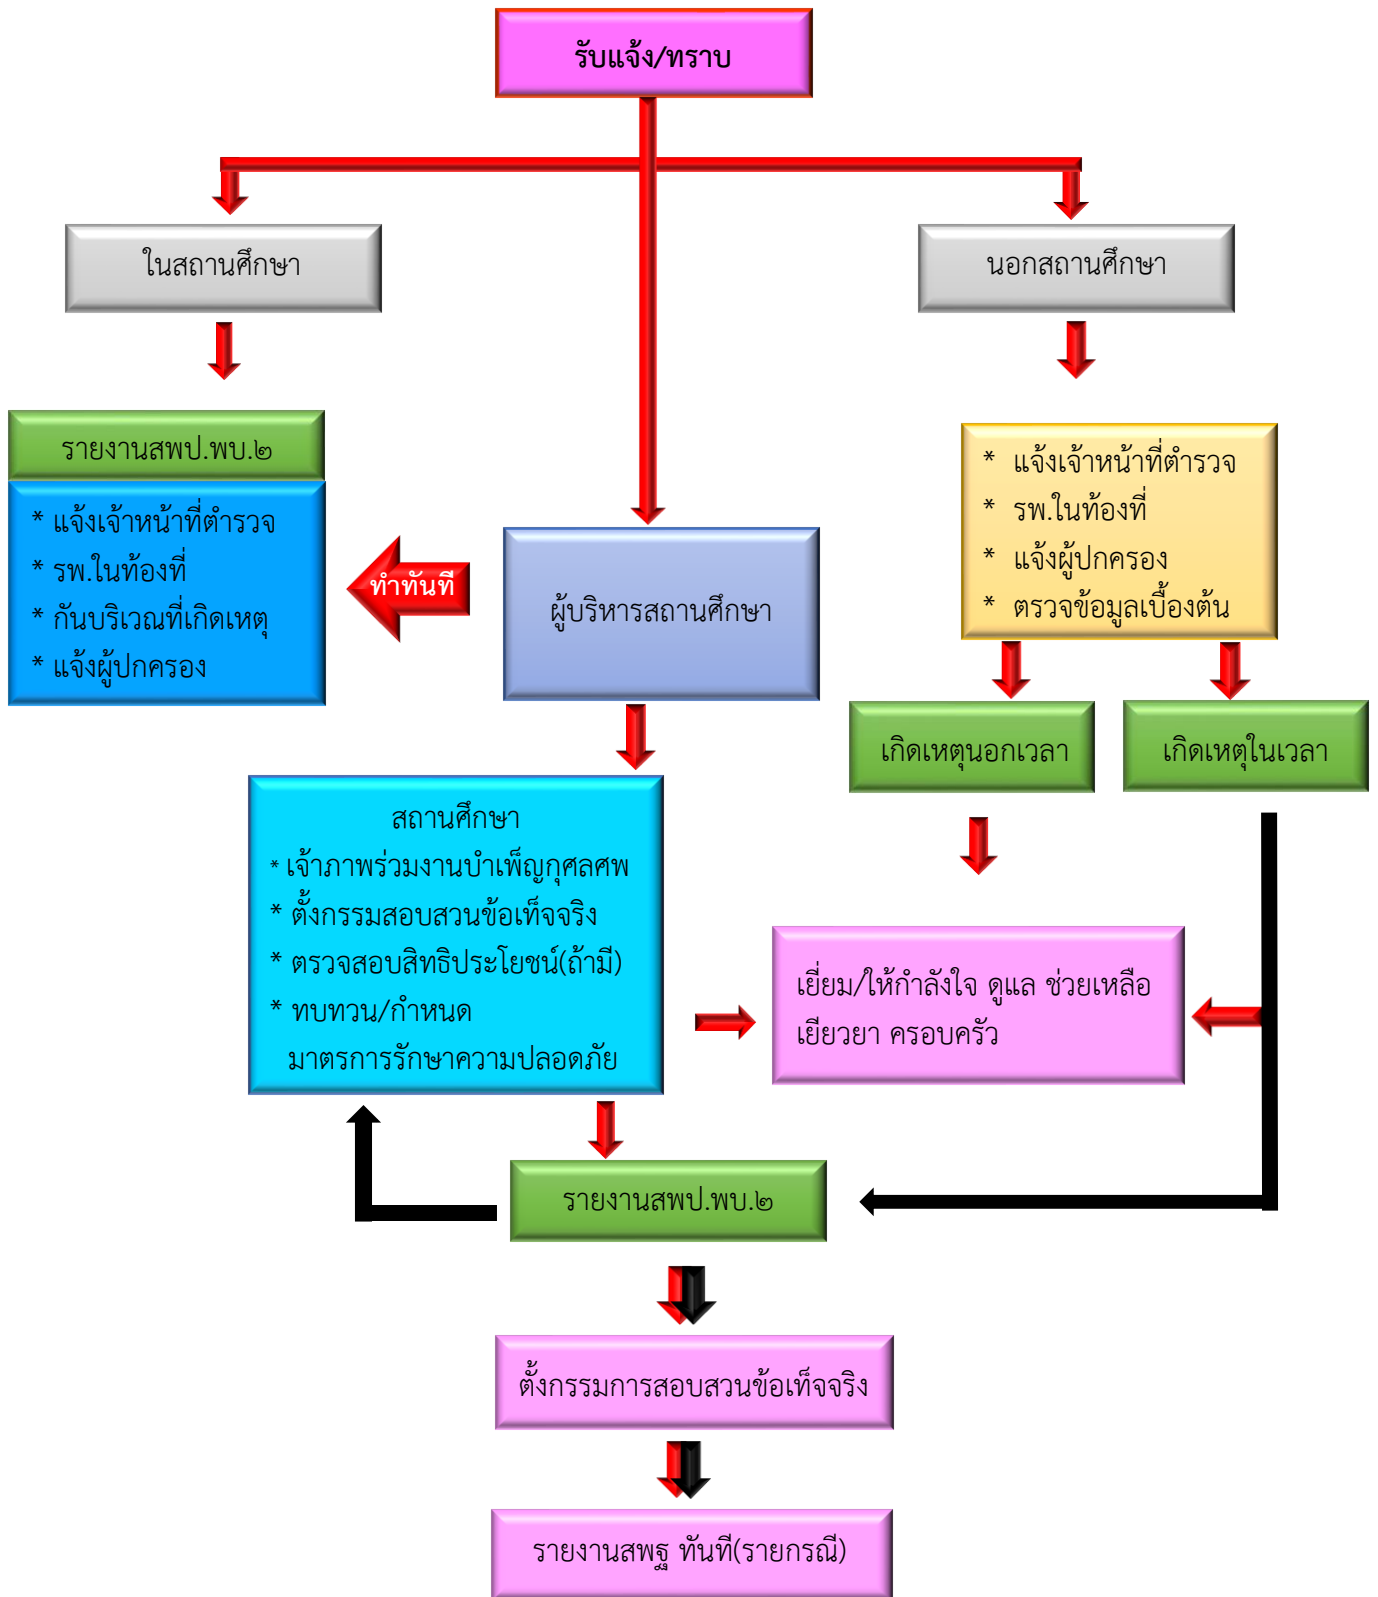 รับแจ้ง/ทราบ
ในสถานศึกษา
นอกสถานศึกษา
รายงานสพป.พบ.๒
* แจ้งเจ้าหน้าที่ตำรวจ
* รพ.ในท้องที่
* กันบริเวณที่เกิดเหตุ
* แจ้งผู้ปกครอง
ทำทันที
ผู้บริหารสถานศึกษา
* แจ้งเจ้าหน้าที่ตำรวจ
* รพ.ในท้องที่
* แจ้งผู้ปกครอง
* ตรวจข้อมูลเบื้องต้น
เกิดเหตุนอกเวลา
เกิดเหตุในเวลา
สถานศึกษา
* เจ้าภาพร่วมงานบำเพ็ญกุศลศพ
* ตั้งกรรมสอบสวนข้อเท็จจริง
* ตรวจสอบสิทธิประโยชน์(ถ้ามี)
* ทบทวน/กำหนด
มาตรการรักษาความปลอดภัย
เยี่ยม/ให้กำลังใจ ดูแล ช่วยเหลือ
เยียวยา ครอบครัว
รายงานสพป.พบ.๒
ตั้งกรรมการสอบสวนข้อเท็จจริง
รายงานสพฐ ทันที(รายกรณี)